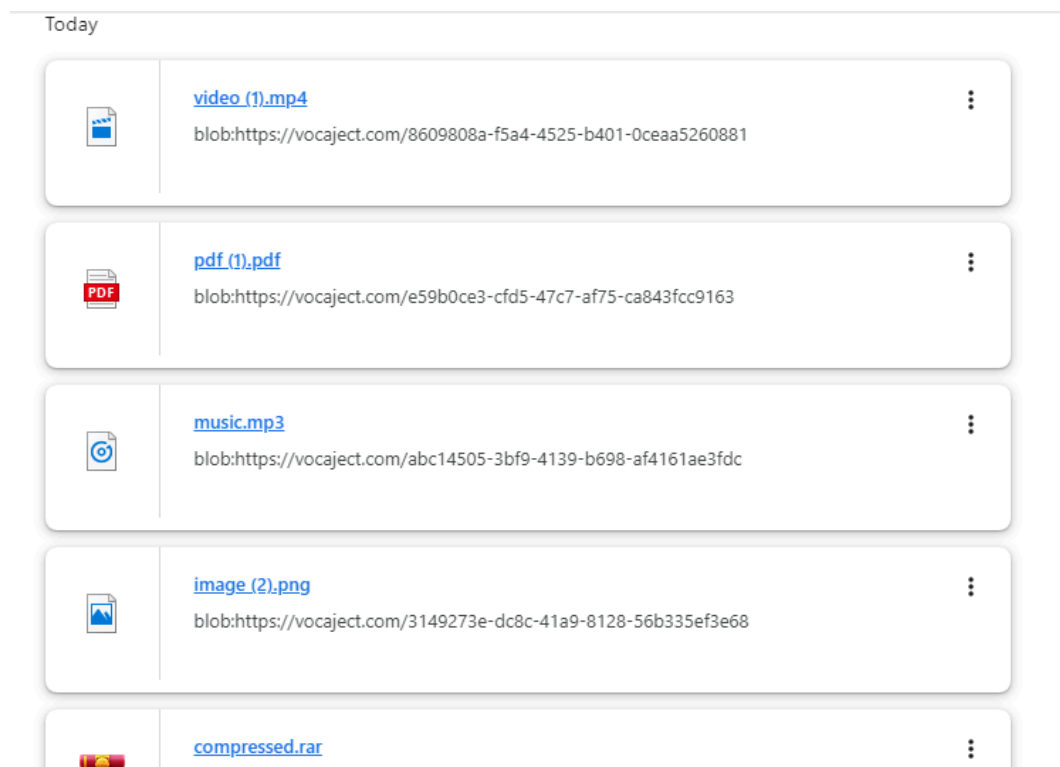 Today
video (1).mp4
blob:https://vocaject.com/8609808a-f5a4-4525-b401-0ceaa5260881
pdf (1).pdf
PDF
blob:https://vocaject.com/e59b0ce3-cfd5-47c7-af75-ca843fcc9163
music.mp3
blob:https://vocaject.com/abc14505-3bf9-4139-b698-af4161ae3fdc
image (2).png
blob:https://vocaject.com/3149273e-dc8c-41a9-8128-56b335ef3e68
compressed.rar